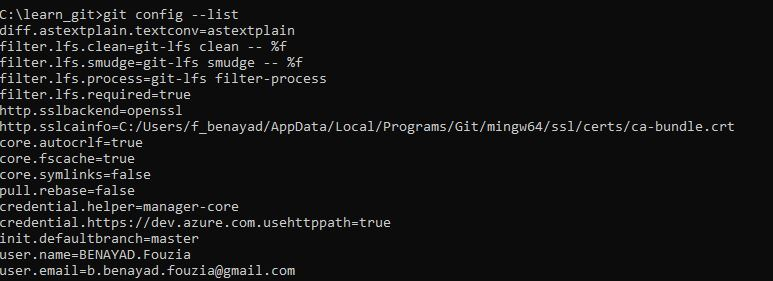 C:\learn_git>git config --list
diff.astextplain.textconv=astextplain
filter.lfs.clean=git-lfs clean -- %f
filter.lfs.smudge=git-lfs smudge -- %f
filter.lfs.process=git-lfs filter-process
filter.lfs.required=true
http.sslbackend=openssl
http.sslcainfo=C:/Users/f_benayad/AppData/Local/Programs/Git/mingw64/ssl/certs/ca-bundle.crt
core.autocrlf=true
core.fscache=true
core.symlinks=false
pull.rebase=false
credential.helper=manager-core
credential.https://dev.azure.com.usehttppath=true
init.defaultbranch=master
user.name=BENAYAD.Fouzia
user.email=b.benayad.fouzia@gmail.com